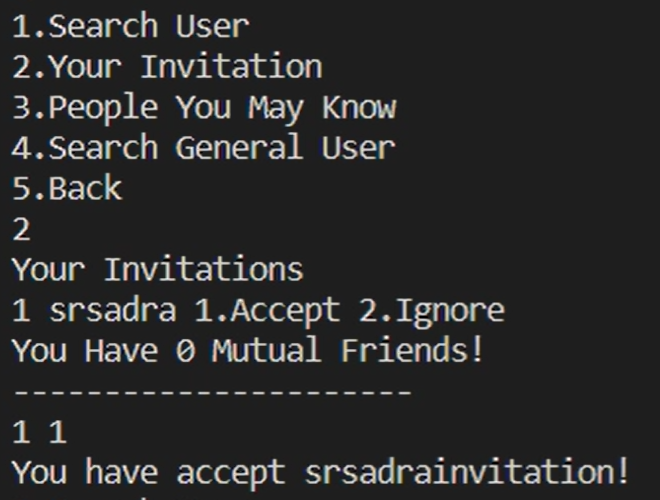 1.Search User
2.Your Invitation
3.People You May Know
4.Search General User
5.Back
2
Your Invitations
1 srsadra 1.Accept 2.Ignore
You Have 0 Mutual Friends!
----------------------
1 1
You have accept srsadrainvitation!